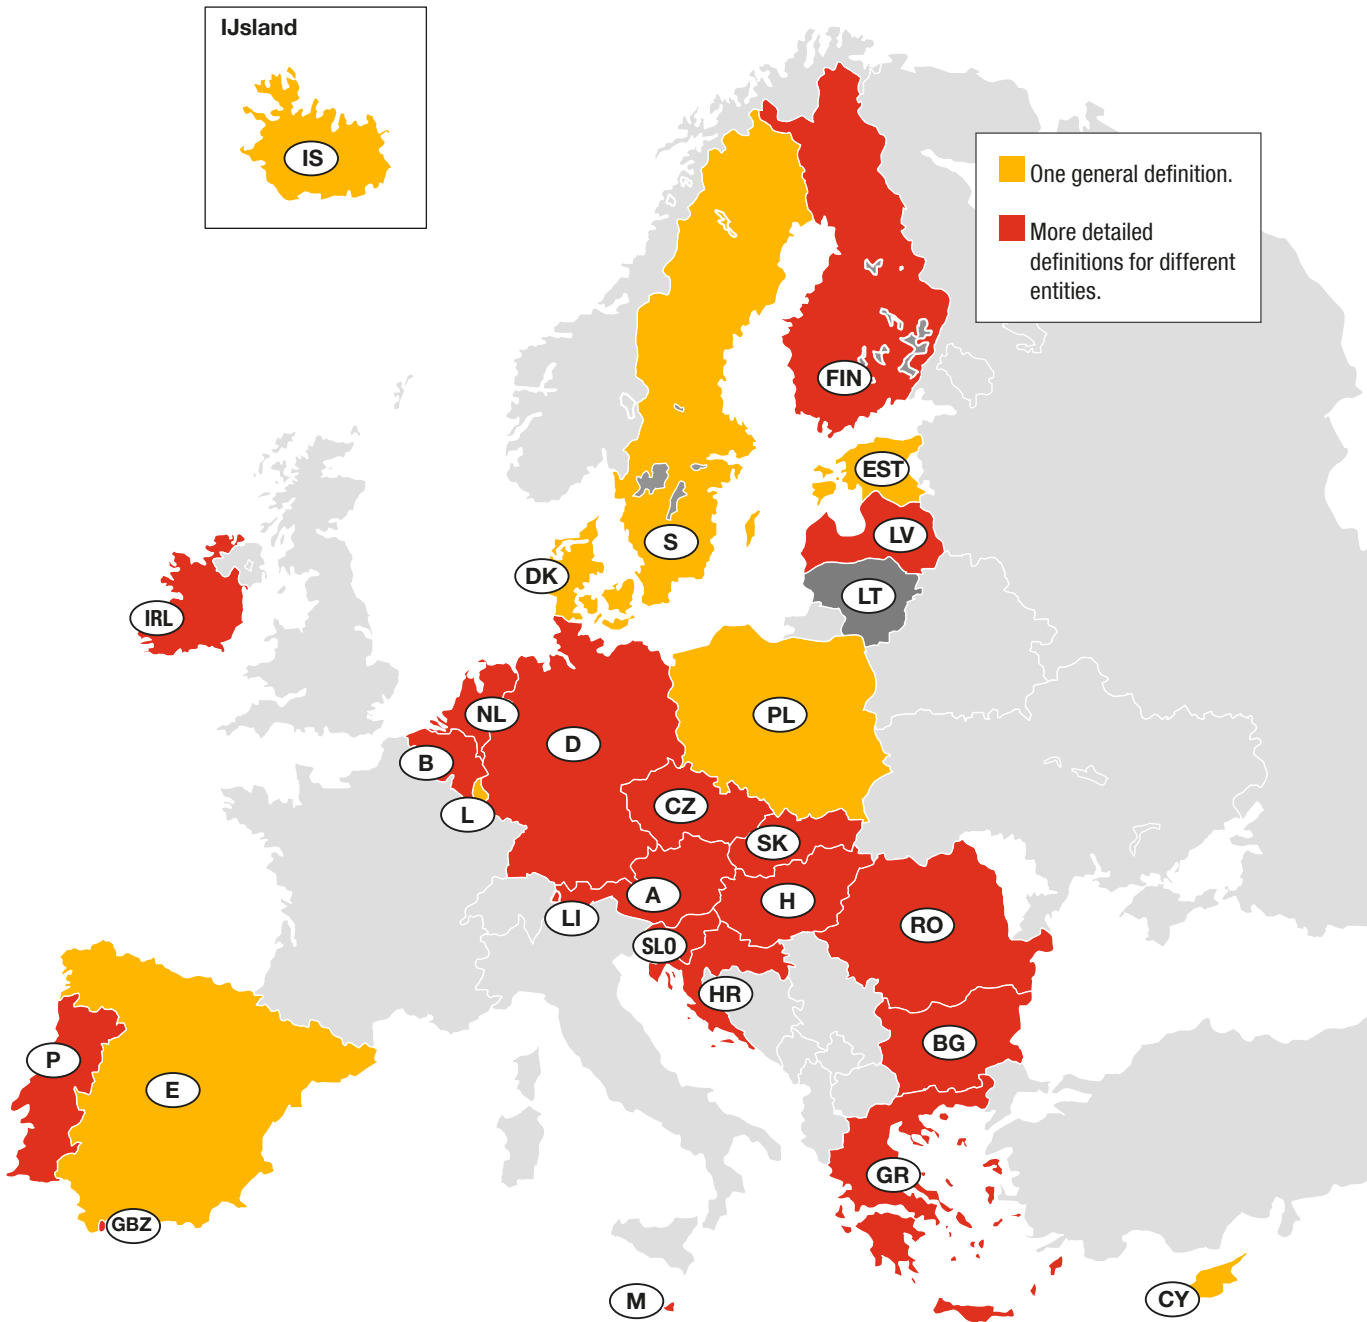 IJsland
IS
One general definition.
More detailed
definitions for different
entities.
FIN
EST
LV
S
DK
LT
IRL
NL
PL
D
B
CZ
L
SK
A
H
LI
RO
SLO
HR
BG
P
E
GR
GBZ
M
CY